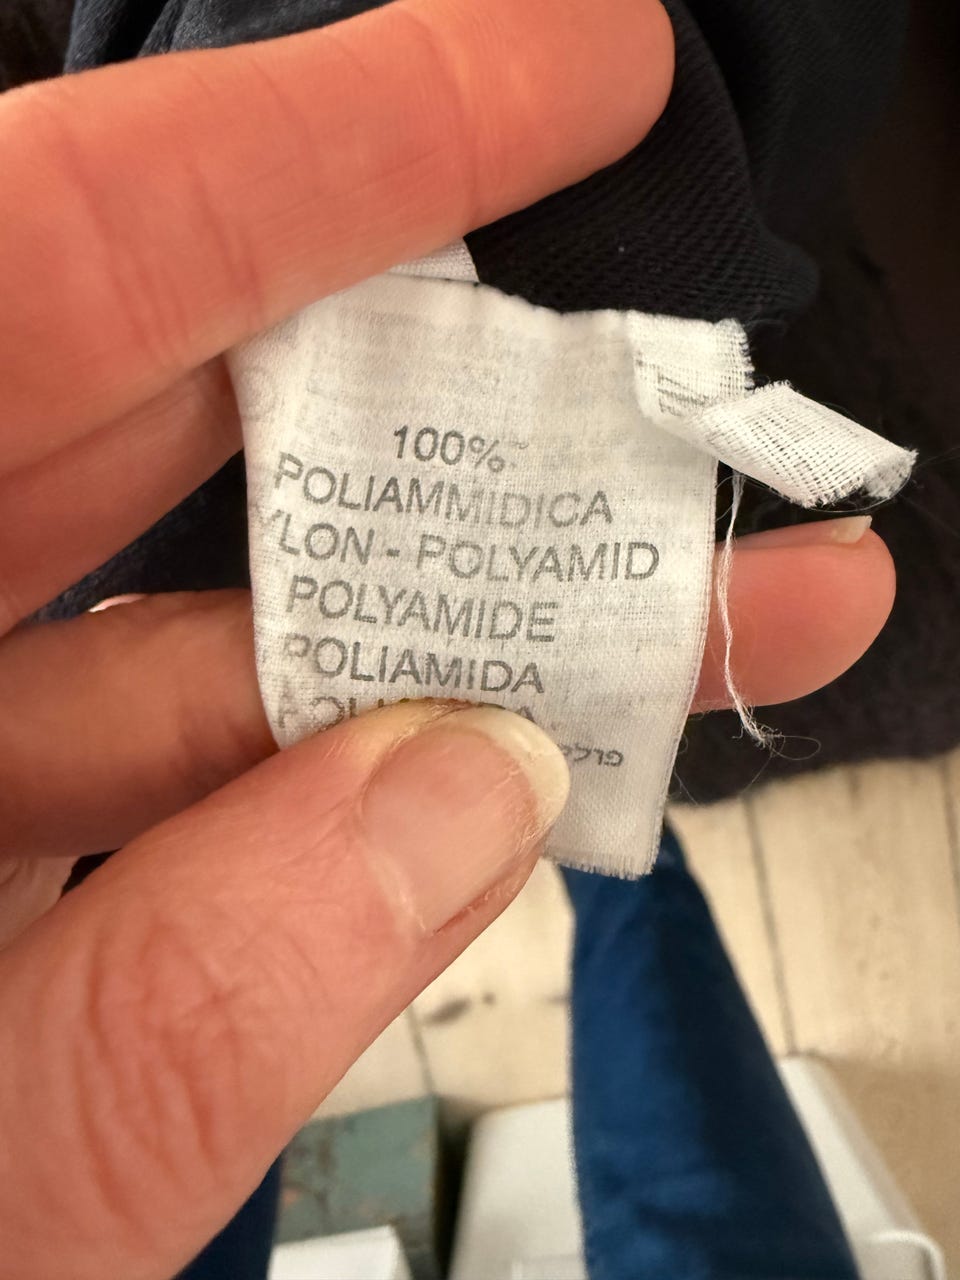 100%
POLIAMMIDICA
YLON - POLYAMID
POLYAMIDE
POLIAMIDA